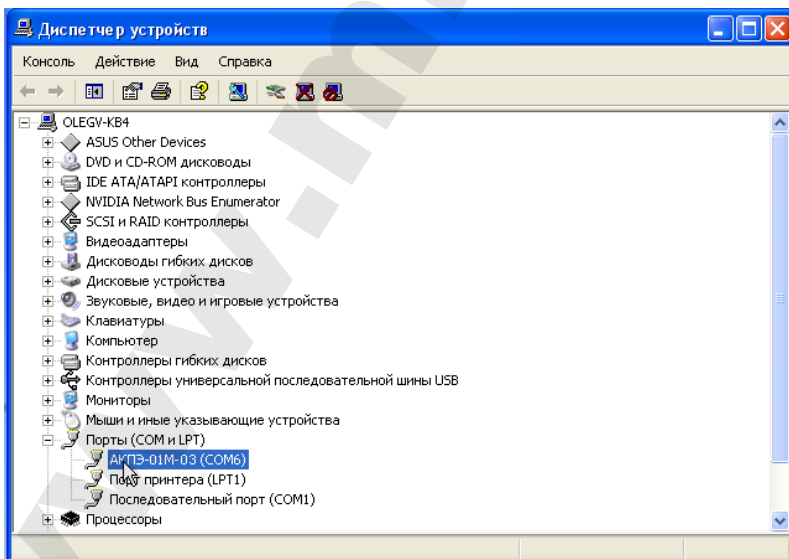 Диспетчер устройств
Консоль Действие Вид Справка
OLEGV-KB4
ASUS Other Devices
DVD и CD-ROM дисководы
IDE ATA/ATAPI контроллеры
NVIDIA Network Bus Enumerator
SCSI и RAID контроллеры
Видеоадаптеры
Дисководы гибких дисков
Дисковые устройства
Звуковые, видео и игровые устройства
Клавиатуры
Компьютер
Контроллеры гибких дисков
Контроллеры универсальной последовательной шины USB
Мониторы
Мыши и иные указывающие устройства
Порты (COM и LPT)
АКПЭ-01М-03 (COM6)
Порт принтера (LPT1)
Последовательный порт (COM1)
Процессоры